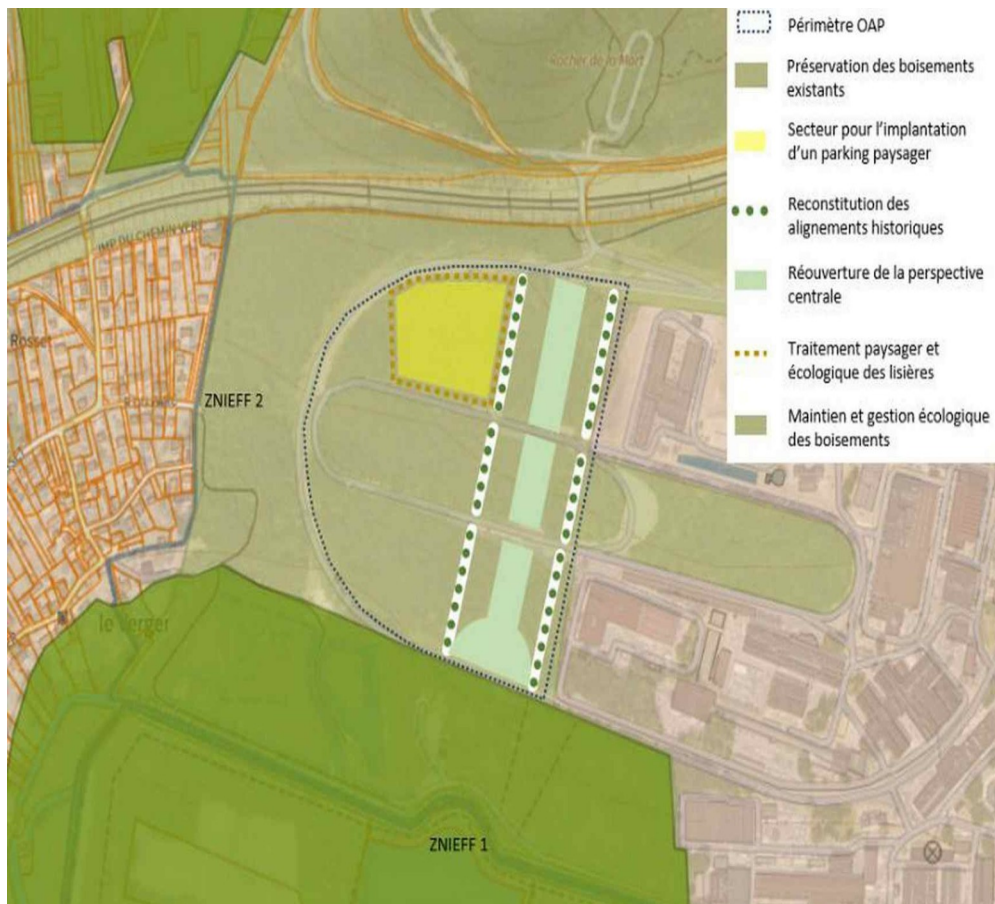 Périmètre OAP
Préservation des boisements
existants
Secteur pour l'implantation
d'un parking paysager
Reconstitution des
alignements historiques
Réouverture de la perspective
centrale
Traitement paysager et
écologique des lisières
Maintien et gestion écologique
des boisements
Rocher de la Mort
IMP DU CHEMIN VERT
Rosset
ZNIEFF 2
le Verger
ZNIEFF 1